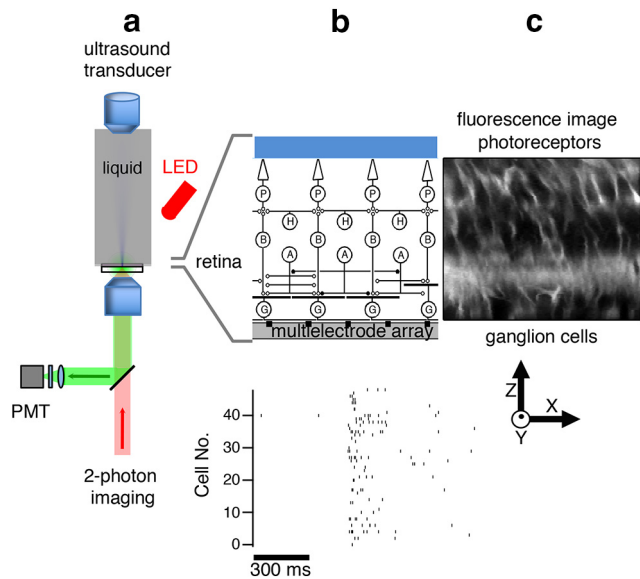 a
b
c
ultrasound
transducer
liquid
LED
retina
PMT
2-photon
imaging
P P P P
H H
B B B B
A A A
G G G G
multielectrode array
fluorescence image
photoreceptors
ganglion cells
Z
X
Y
Cell No.
40
30
20
10
0
300 ms